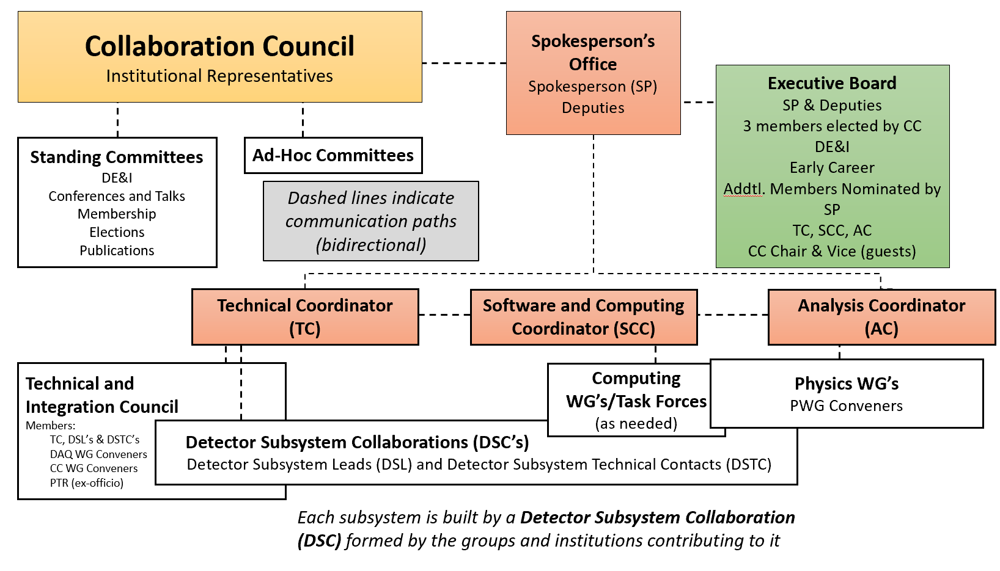 Collaboration Council
Institutional Representatives
Spokesperson’s
Office
Spokesperson (SP)
Deputies
Executive Board
SP & Deputies
3 members elected by CC
DE&I
Early Career
Addtl. Members Nominated by
SP
TC, SCC, AC
CC Chair & Vice (guests)
Standing Committees
DE&I
Conferences and Talks
Membership
Elections
Publications
Ad-Hoc Committees
Dashed lines indicate
communication paths
(bidirectional)
Technical Coordinator
(TC)
Software and Computing
Coordinator (SCC)
Analysis Coordinator
(AC)
Technical and
Integration Council
Members:
TC, DSL’s & DSTC’s
DAQ WG Conveners
CC WG Conveners
PTR (ex-officio)
Computing
WG’s/Task Forces
(as needed)
Physics WG’s
PWG Conveners
Detector Subsystem Collaborations (DSC’s)
Detector Subsystem Leads (DSL) and Detector Subsystem Technical Contacts (DSTC)
Each subsystem is built by a Detector Subsystem Collaboration
(DSC) formed by the groups and institutions contributing to it